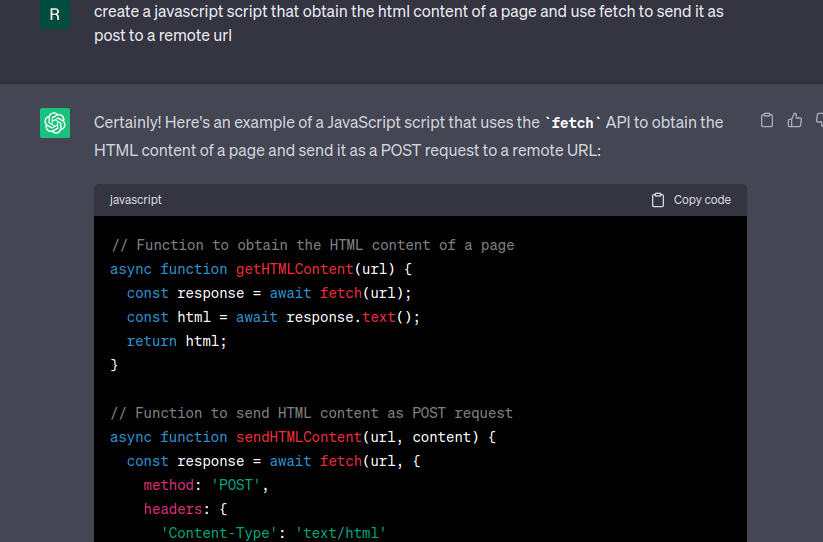 R
create a javascript script that obtain the html content of a page and use fetch to send it as
post to a remote url
Certainly! Here's an example of a JavaScript script that uses the `fetch` API to obtain the
HTML content of a page and send it as a POST request to a remote URL:
javascript
Copy code
// Function to obtain the HTML content of a page
async function getHTMLContent(url) {
  const response = await fetch(url);
  const html = await response.text();
  return html;
}
// Function to send HTML content as POST request
async function sendHTMLContent(url, content) {
  const response = await fetch(url, {
    method: 'POST',
    headers: {
      'Content-Type': 'text/html'